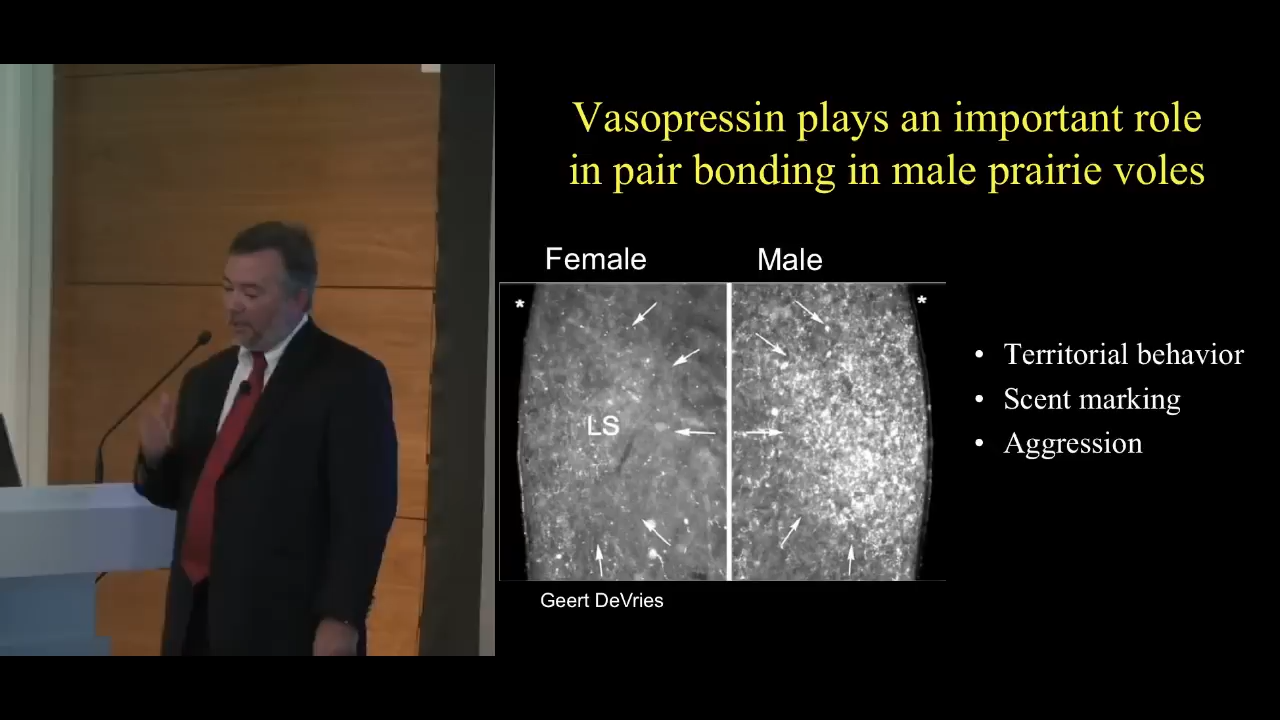 Vasopressin plays an important role
in pair bonding in male prairie voles
Female
Male
*
*
LS
• Territorial behavior
• Scent marking
• Aggression
Geert DeVries